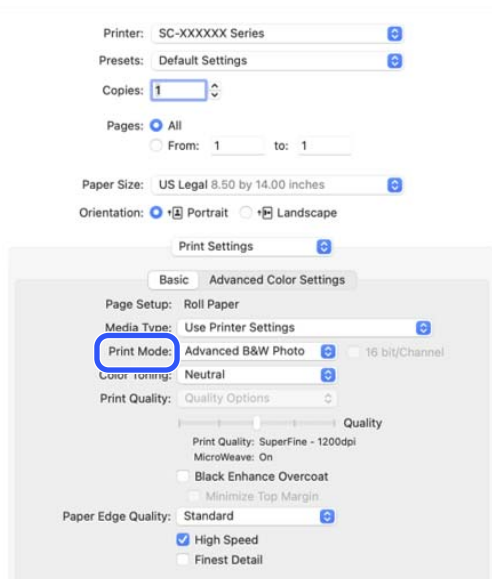 Printer: SC-XXXXXX Series
Presets: Default Settings
Copies: 1
Pages: All
From: 1 to: 1
Paper Size: US Legal 8.50 by 14.00 inches
Orientation: Portrait Landscape
Print Settings
Basic Advanced Color Settings
Page Setup: Roll Paper
Media Type: Use Printer Settings
Print Mode: Advanced B&W Photo 16 bit/Channel
Color Toning: Neutral
Print Quality: Quality Options
Quality
Print Quality: SuperFine - 1200dpi
MicroWeave: On
Black Enhance Overcoat
Minimize Top Margin
Paper Edge Quality: Standard
High Speed
Finest Detail